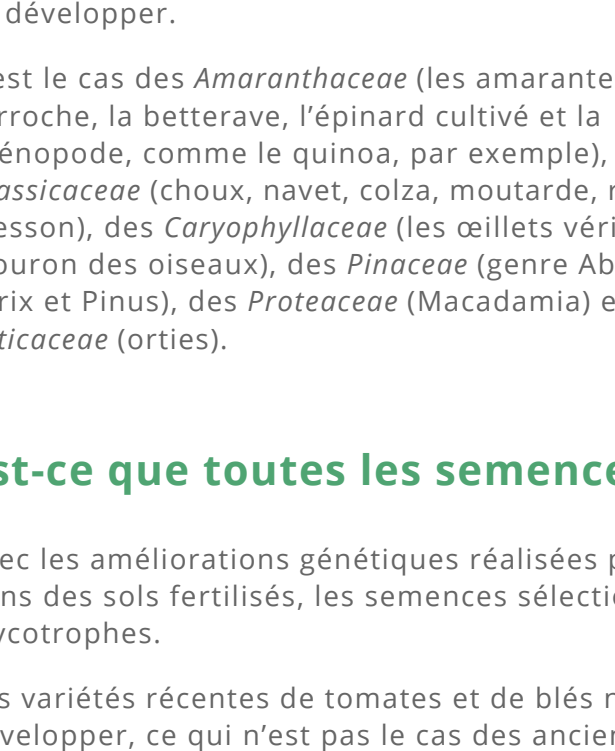 développer.
est le cas des Amaranthaceae (les amarante
rroche, la betterave, l’épinard cultivé et la
énopode, comme le quinoa, par exemple),
assicaceae (choux, navet, colza, moutarde, r
esson), des Caryophyllaceae (les œillets véri
ouron des oiseaux), des Pinaceae (genre Ab
rix et Pinus), des Proteaceae (Macadamia) e
ticaceae (orties).
st-ce que toutes les semence
ec les améliorations génétiques réalisées p
ns des sols fertilisés, les semences sélecti
ycotrophes.
s variétés récentes de tomates et de blés n
velopper, ce qui n’est pas le cas des ancien